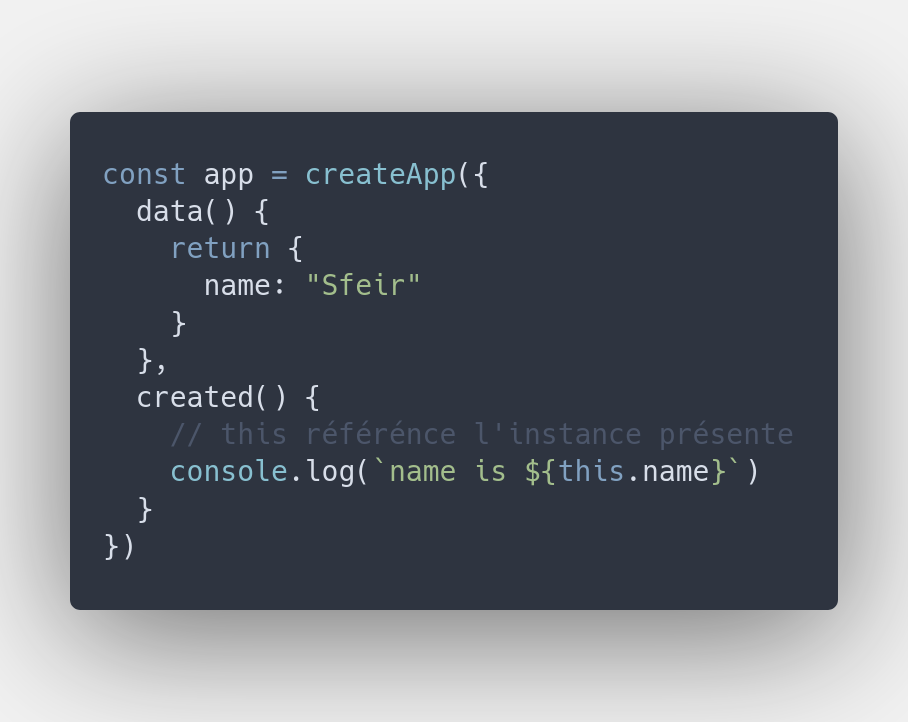 const app = createApp({
  data() {
    return {
      name: "Sfeir"
    }
  },
  created() {
    // this référénce l'instance présente
    console.log(`name is ${this.name}`)
  }
})